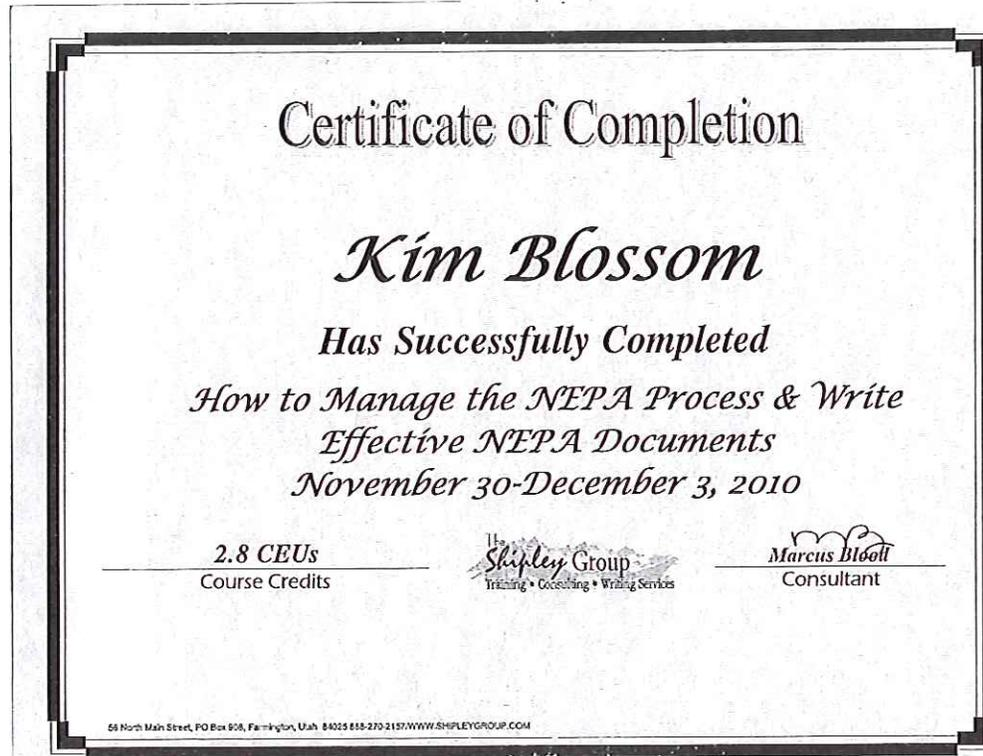 Certificate of Completion
Kim Blossom
Has Successfully Completed
How to Manage the NEPA Process & Write
Effective NEPA Documents
November 30-December 3, 2010
2.8 CEUs
Course Credits
The
Shipley Group
Training • Consulting • Writing Services
Marcus Blood
Consultant
56 North Main Street, PO Box 908, Farmington, Utah 84025 888-270-2157/WWW.SHIPLEYGROUP.COM